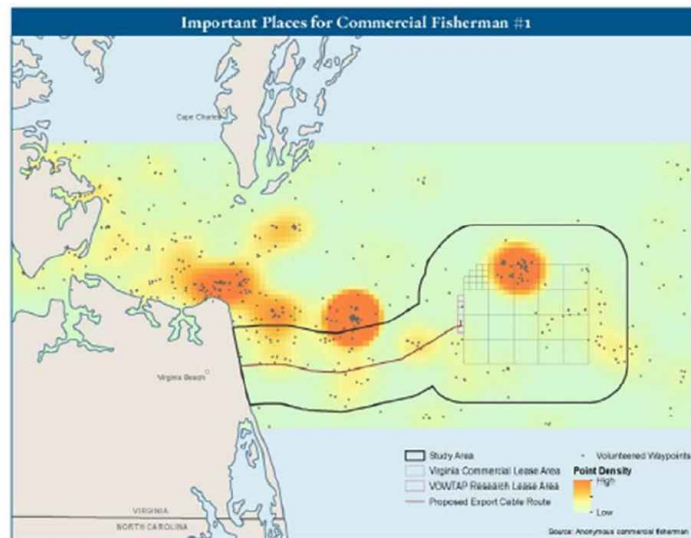 Important Places for Commercial Fisherman #1
Cape Charles
Virginia Beach
Study Area
Virginia Commercial Lease Area
VOWTAP Research Lease Area
Proposed Export Cable Route
Volunteered Waypoints
Point Density
High
Low
VIRGINIA
NORTH CAROLINA
Source: Anonymous commercial fisherman